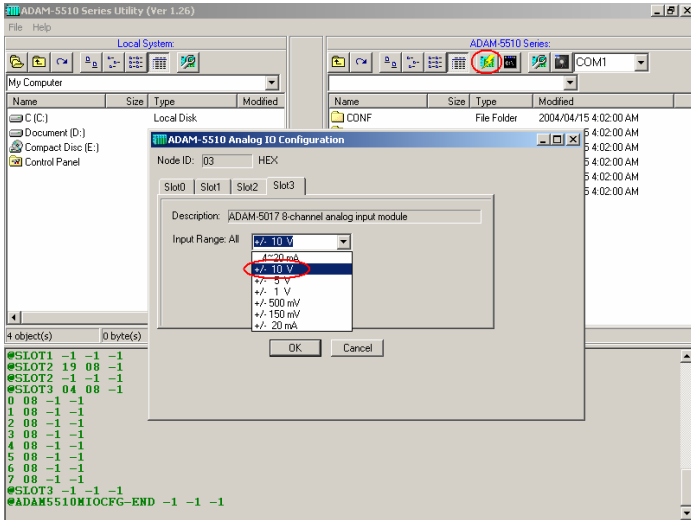 ADAM-5510 Series Utility (Ver 1.26)
File Help
Local System:
ADAM-5510 Series:
COM1
My Computer
Name Size Type Modified
Name Size Type Modified
C (C:) Local Disk
CONF File Folder 2004/04/15 4:02:00 AM
Document (D:)
5 4:02:00 AM
Compact Disc (E:)
5 4:02:00 AM
Control Panel
5 4:02:00 AM
5 4:02:00 AM
ADAM-5510 Analog IO Configuration
Node ID: 03 HEX
Slot0 Slot1 Slot2 Slot3
Description: ADAM-5017 8-channel analog input module
Input Range: All +/- 10 V
4~20 mA
+/- 10 V
+/- 5 V
+/- 1 V
+/- 500 mV
+/- 150 mV
+/- 20 mA
OK Cancel
4 object(s) 0 byte(s)
@SLOT1 -1 -1 -1
@SLOT2 19 08 -1
@SLOT2 -1 -1 -1
@SLOT3 04 08 -1
0 08 -1 -1
1 08 -1 -1
2 08 -1 -1
3 08 -1 -1
4 08 -1 -1
5 08 -1 -1
6 08 -1 -1
7 08 -1 -1
@SLOT3 -1 -1 -1
@ADAM5510MIOCFG-END -1 -1 -1